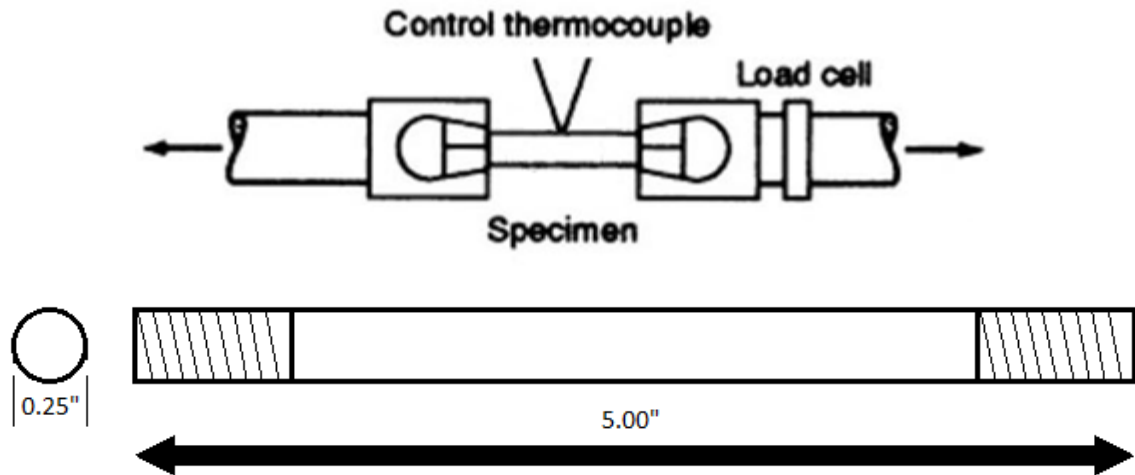 Control thermocouple
Load cell
Specimen
0.25"
5.00"